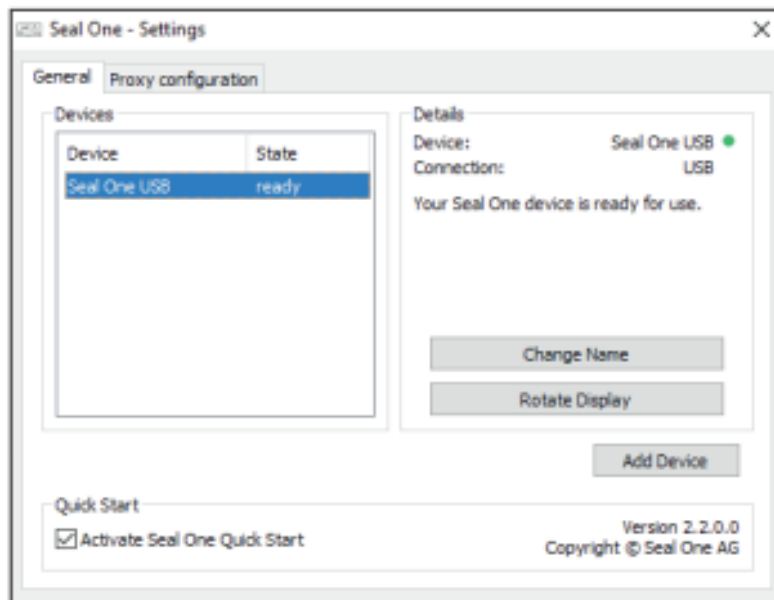 Seal One - Settings
General Proxy configuration
Devices
Device State
Seal One USB ready
Details
Device: Seal One USB
Connection: USB
Your Seal One device is ready for use.
Change Name
Rotate Display
Add Device
Quick Start
Activate Seal One Quick Start
Version 2.2.0.0
Copyright © Seal One AG